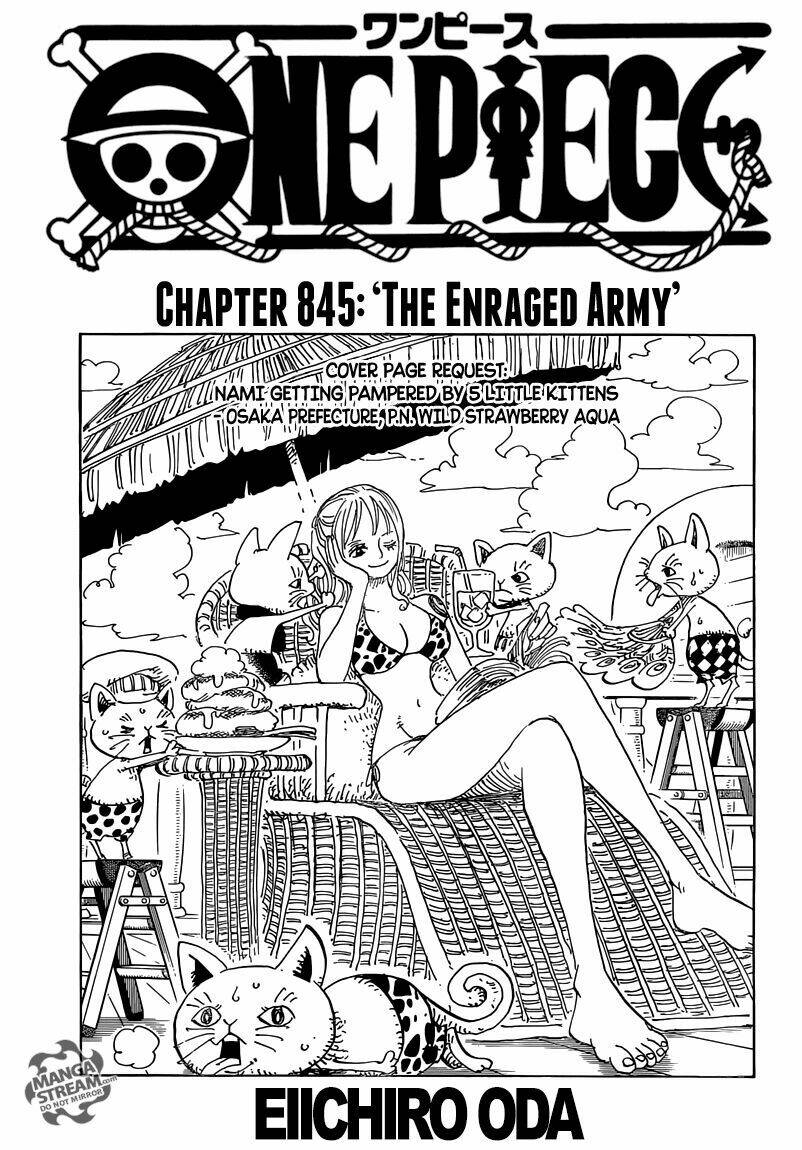 ワンピース
ONE PIECE
CHAPTER 845: ‘THE ENRAGED ARMY’
COVER PAGE REQUEST:
NAMI GETTING PAMPERED BY 5 LITTLE KITTENS
– OSAKA PREFECTURE, P.N. WILD STRAWBERRY AQUA
MANGA
STREAM.com
DO NOT MIRROR.
EIICHIRO ODA